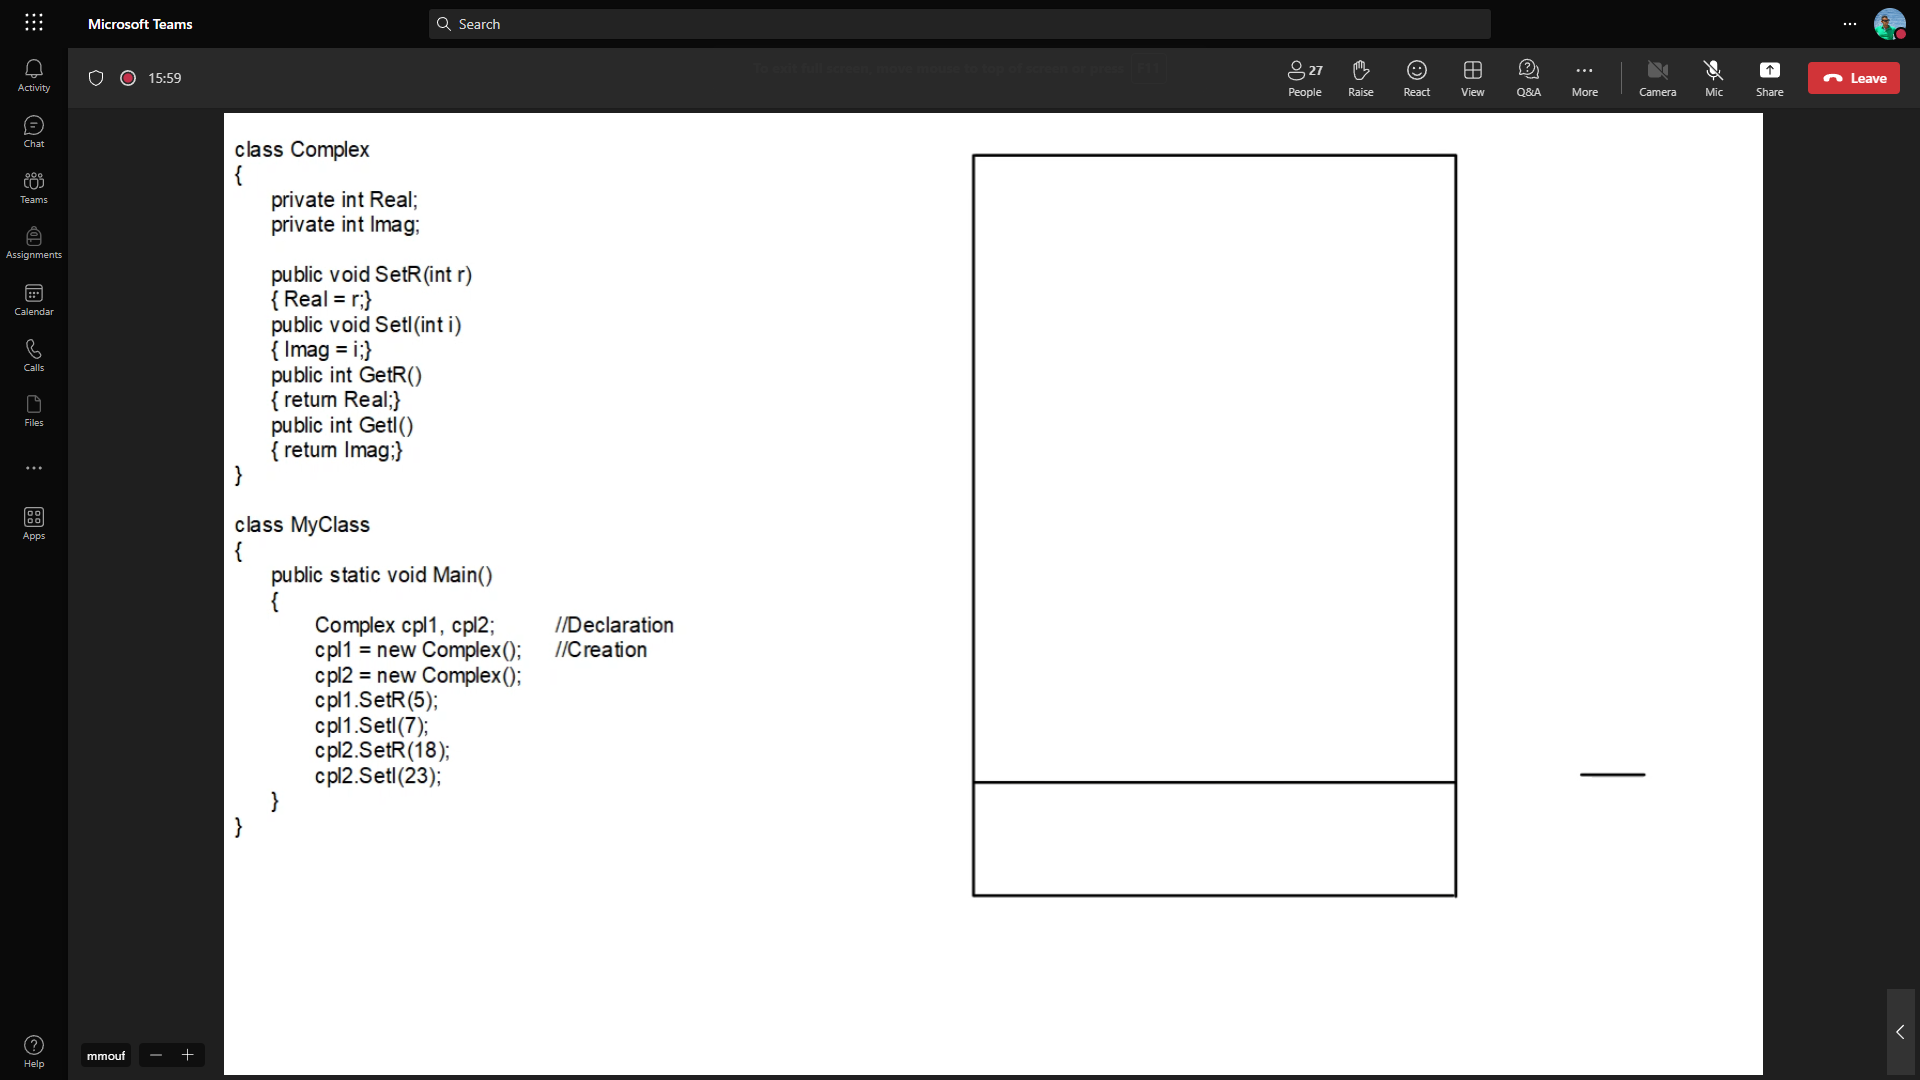 Microsoft Teams
Search
15:59
27
People
Raise
React
View
Q&A
More
Camera
Mic
Share
Leave
Activity
Chat
Teams
Assignments
Calendar
Calls
Files
Apps
Help
class Complex
{
private int Real;
private int Imag;
public void SetR(int r)
{ Real = r;}
public void SetI(int i)
{ Imag = i;}
public int GetR()
{ return Real;}
public int GetI()
{ return Imag;}
}
class MyClass
{
public static void Main()
{
Complex cpl1, cpl2; //Declaration
cpl1 = new Complex(); //Creation
cpl2 = new Complex();
cpl1.SetR(5);
cpl1.SetI(7);
cpl2.SetR(18);
cpl2.SetI(23);
}
}
mmouf